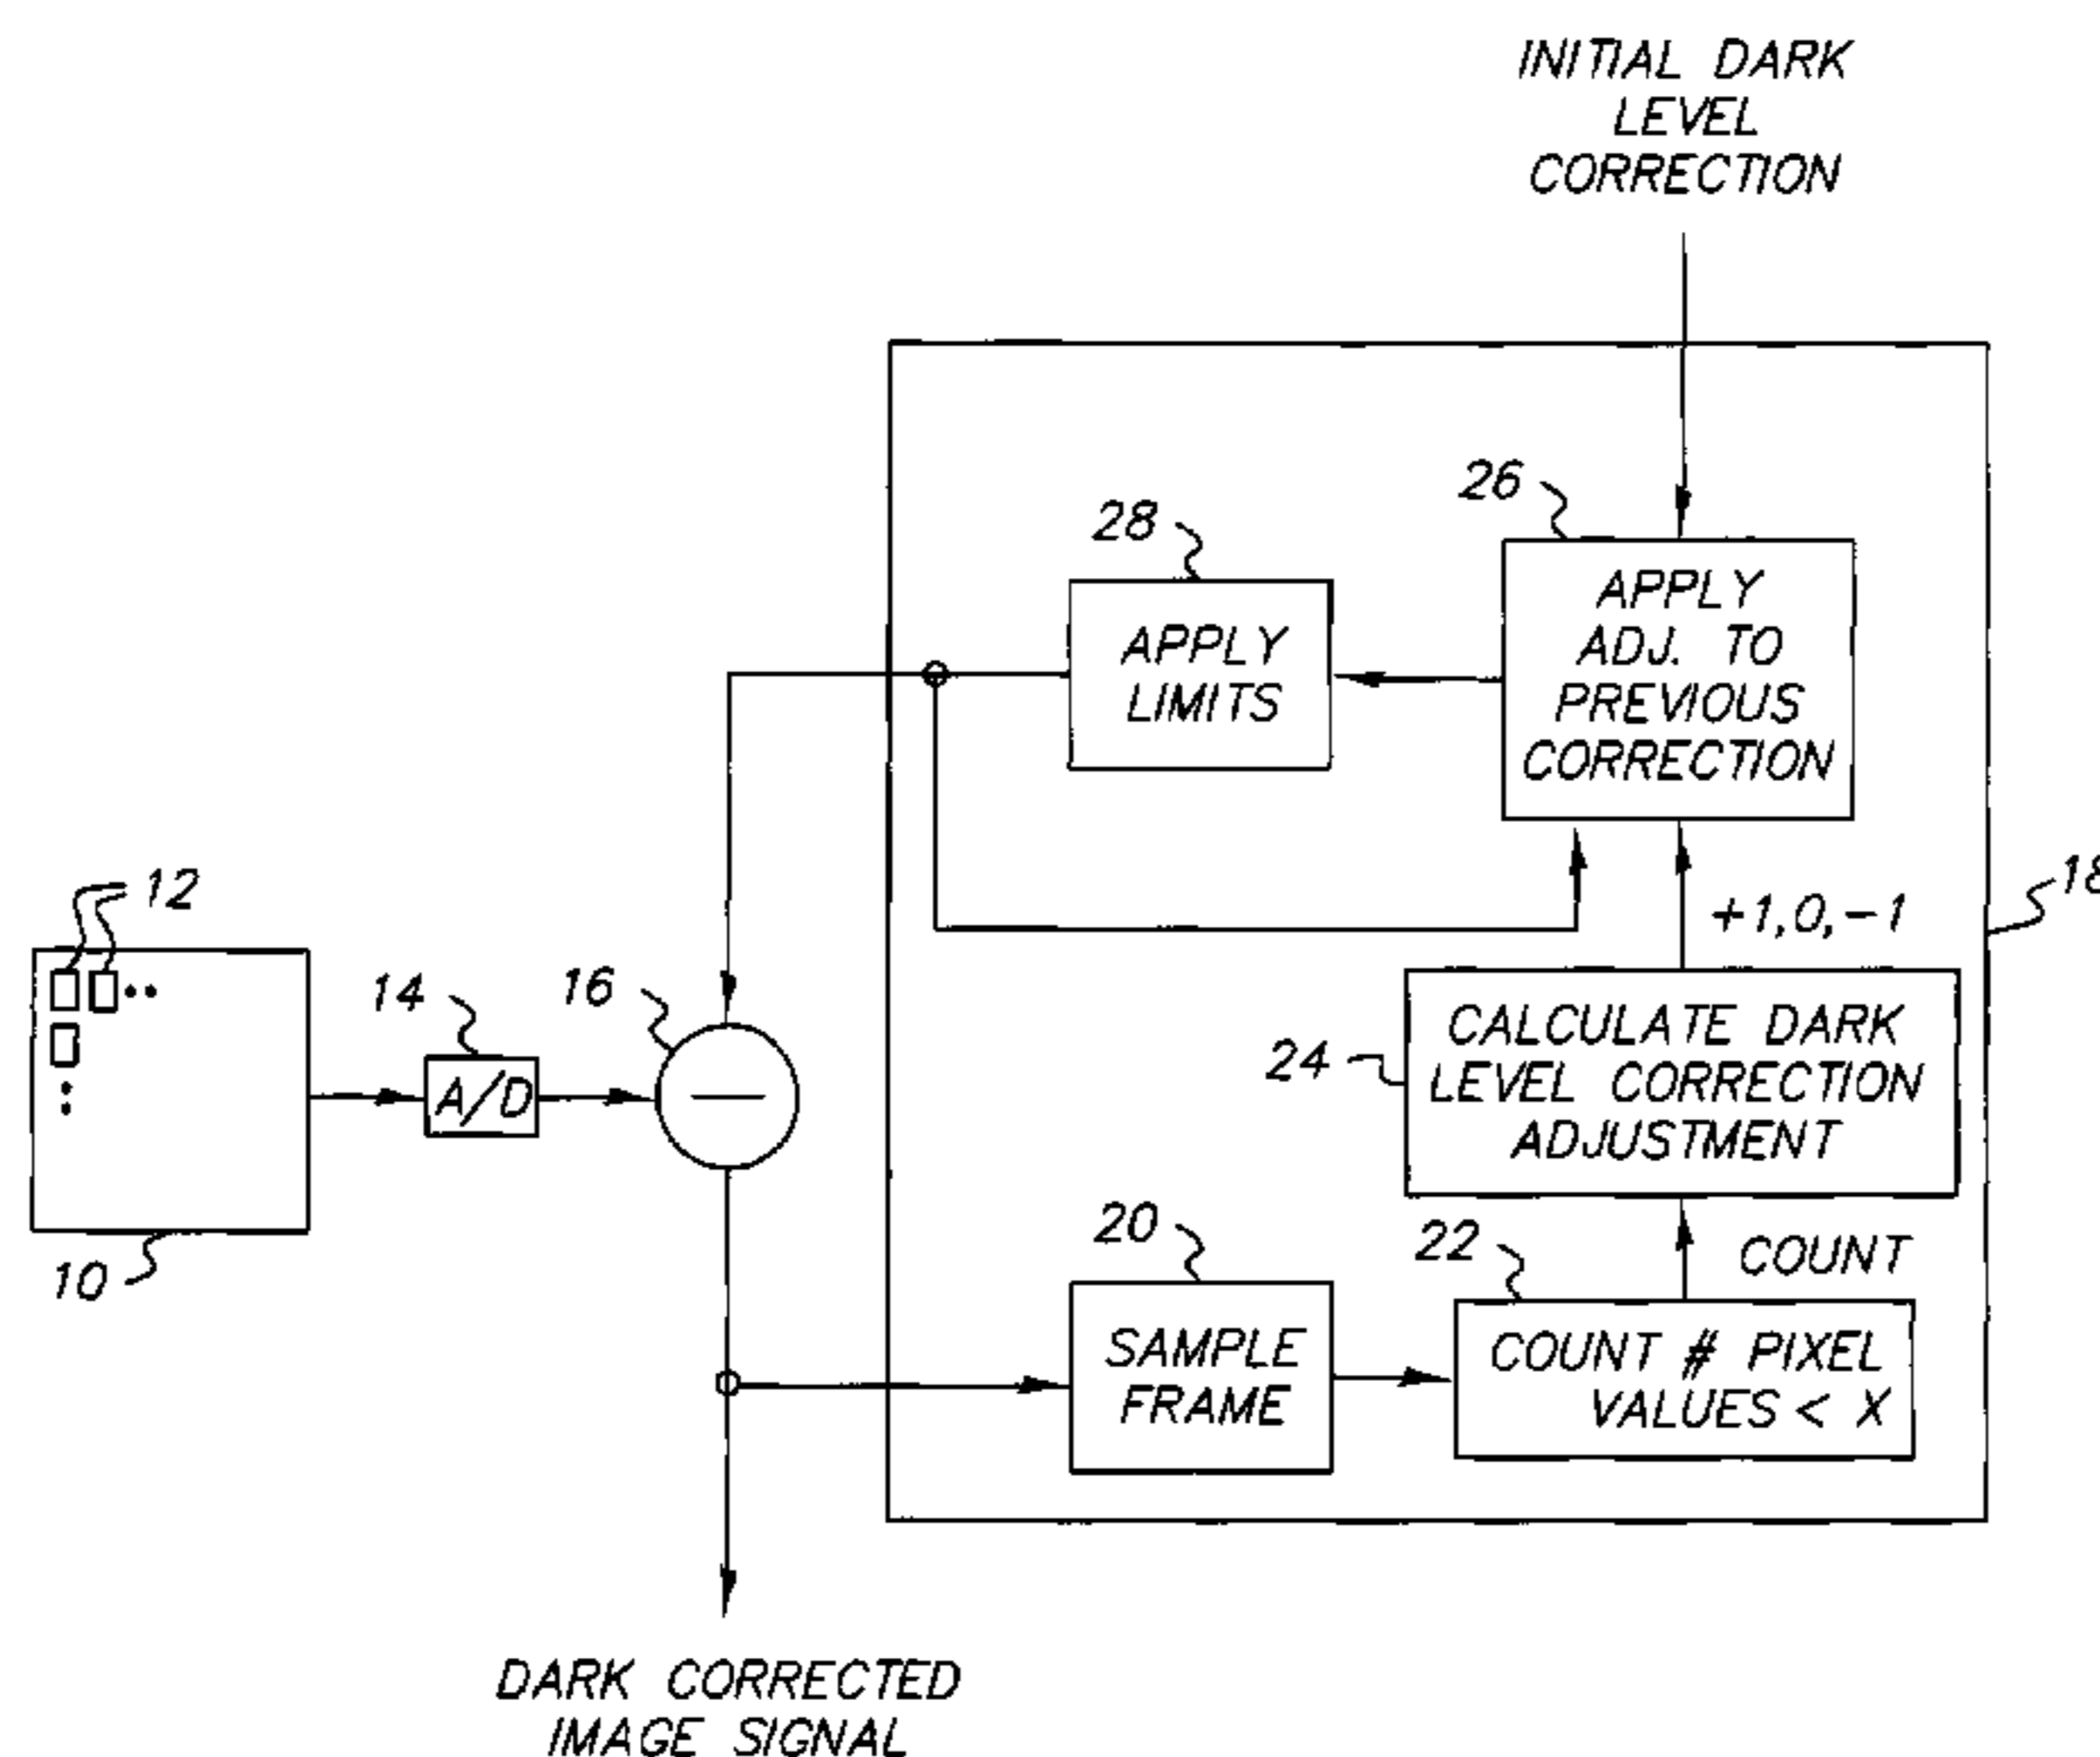 INITIAL DARK
LEVEL
CORRECTION
26
28
APPLY
ADJ. TO
PREVIOUS
CORRECTION
APPLY
LIMITS
12
18
+1,0,-1
14
16
A/D
24
CALCULATE DARK
LEVEL CORRECTION
ADJUSTMENT
10
20
22
COUNT
SAMPLE
FRAME
COUNT # PIXEL
VALUES < X
DARK CORRECTED
IMAGE SIGNAL